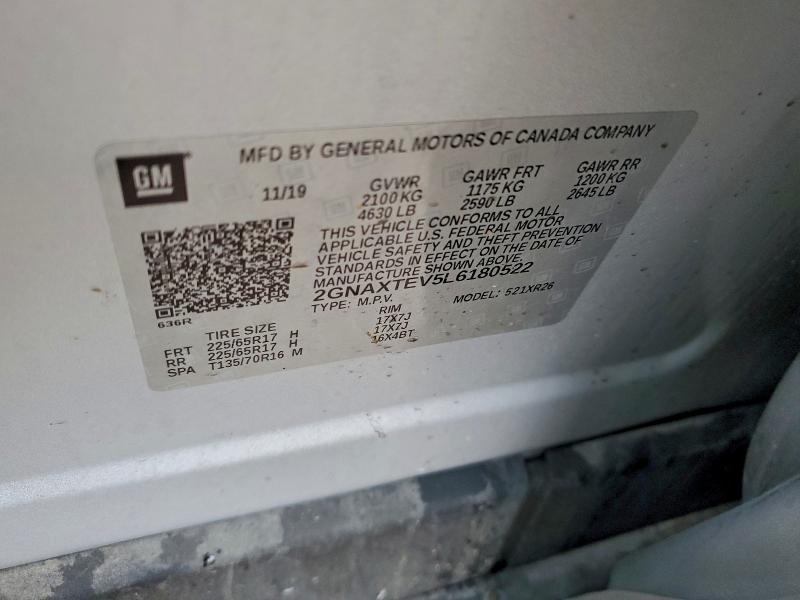 GM
MFD BY GENERAL MOTORS OF CANADA COMPANY
11/19
GVWR GAWR FRT GAWR RR
2100 KG 1175 KG 1200 KG
4630 LB 2590 LB 2645 LB
THIS VEHICLE CONFORMS TO ALL
APPLICABLE U.S. FEDERAL MOTOR
VEHICLE SAFETY AND THEFT PREVENTION
STANDARDS IN EFFECT ON THE DATE OF
MANUFACTURE SHOWN ABOVE.
2GNAXTEV5L6180522
TYPE: M.P.V. MODEL: 521XR26
636R
TIRE SIZE RIM
FRT 225/65R17 H 17X7J
RR 225/65R17 H 17X7J
SPA T135/70R16 M 16X4BT